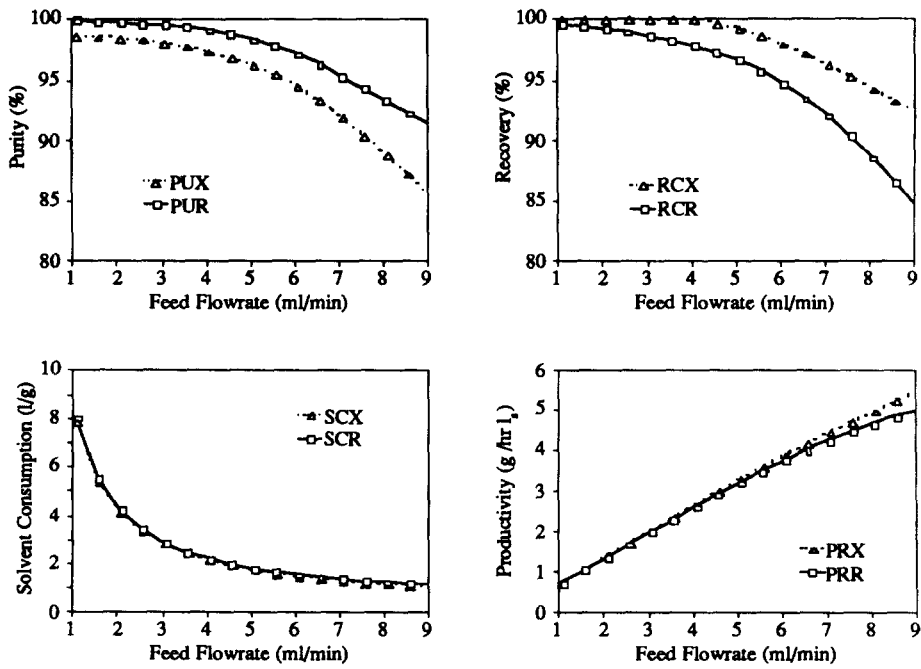 Purity (%)
100
95
90
85
80
PUX
PUR
1 2 3 4 5 6 7 8 9
Feed Flowrate (ml/min)
Recovery (%)
100
95
90
85
80
RCX
RCR
1 2 3 4 5 6 7 8 9
Feed Flowrate (ml/min)
Solvent Consumption (l/g)
10
8
6
4
2
0
SCX
SCR
1 2 3 4 5 6 7 8 9
Feed Flowrate (ml/min)
Productivity (g /hr l_s)
6
5
4
3
2
1
0
PRX
PRR
1 2 3 4 5 6 7 8 9
Feed Flowrate (ml/min)